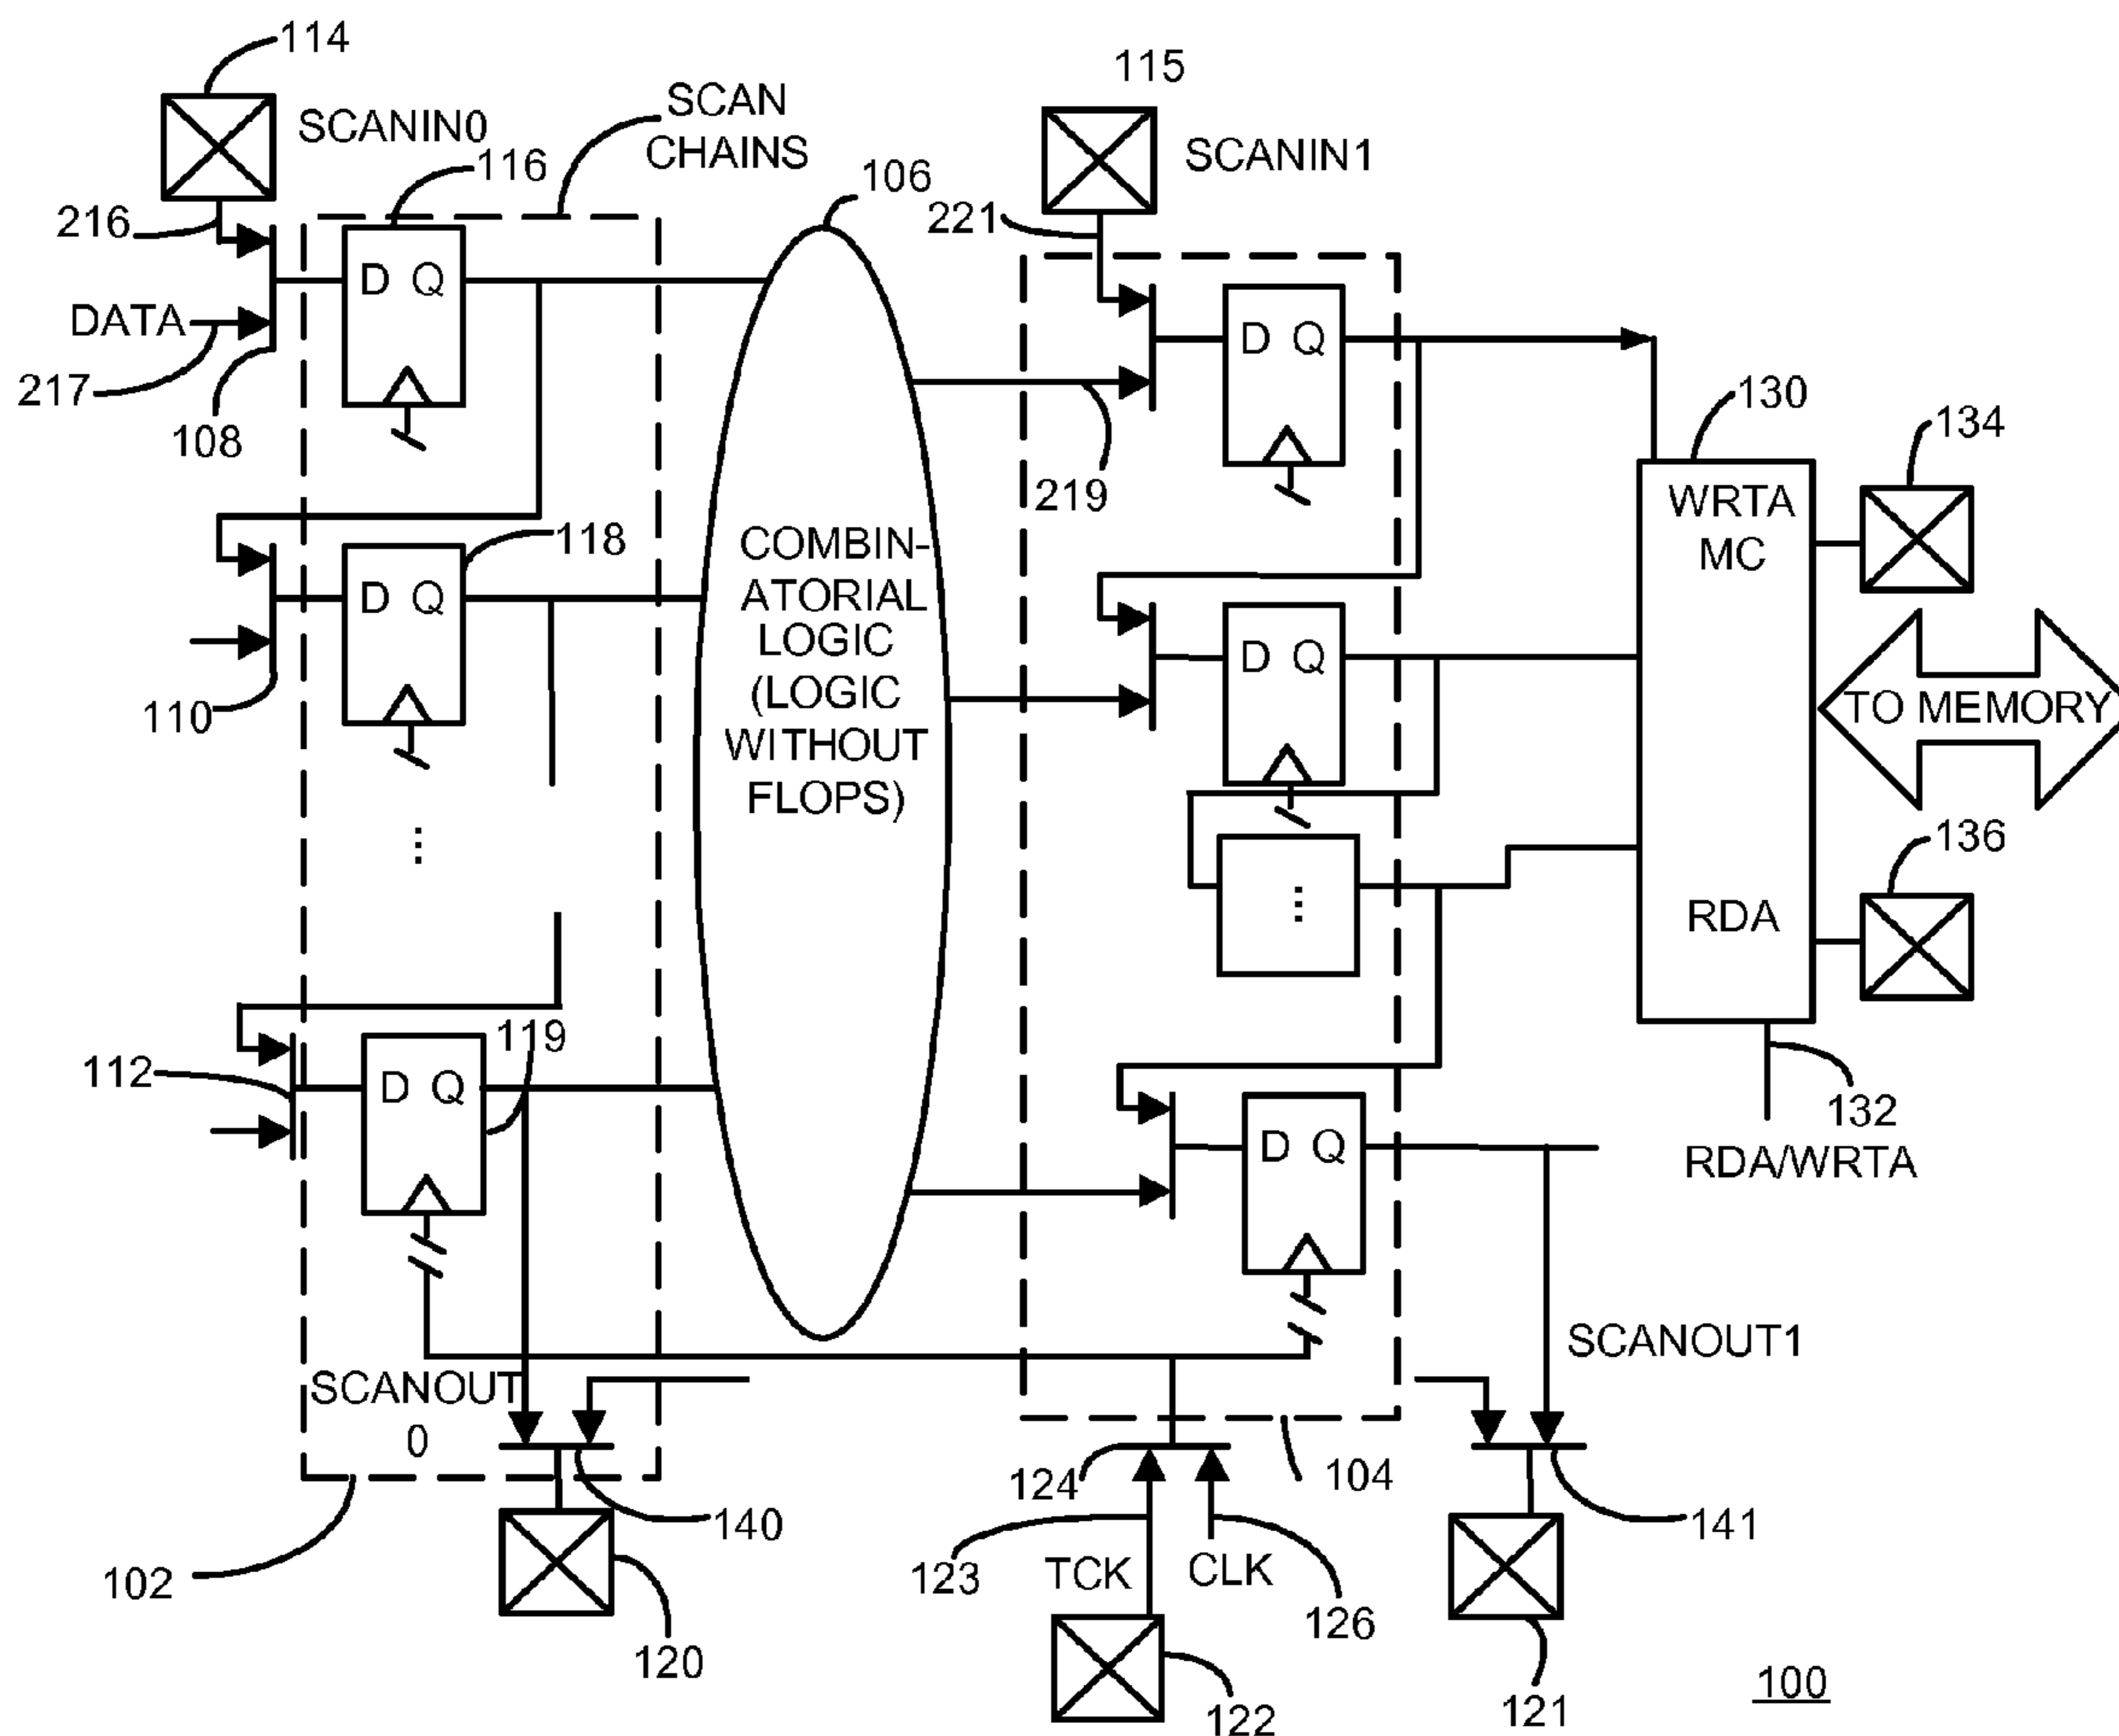 114
SCANIN0
SCAN
CHAINS
115
SCANIN1
116
106
216
221
DATA
217
108
D Q
D Q
219
130
134
WRTA
MC
118
110
D Q
D Q
COMBIN-
ATORIAL
LOGIC
(LOGIC
WITHOUT
FLOPS)
TO MEMORY
...
...
136
RDA
119
112
D Q
D Q
132
RDA/WRTA
SCANOUT
0
SCANOUT1
124
104
140
141
102
123
TCK
CLK
126
120
122
121
100